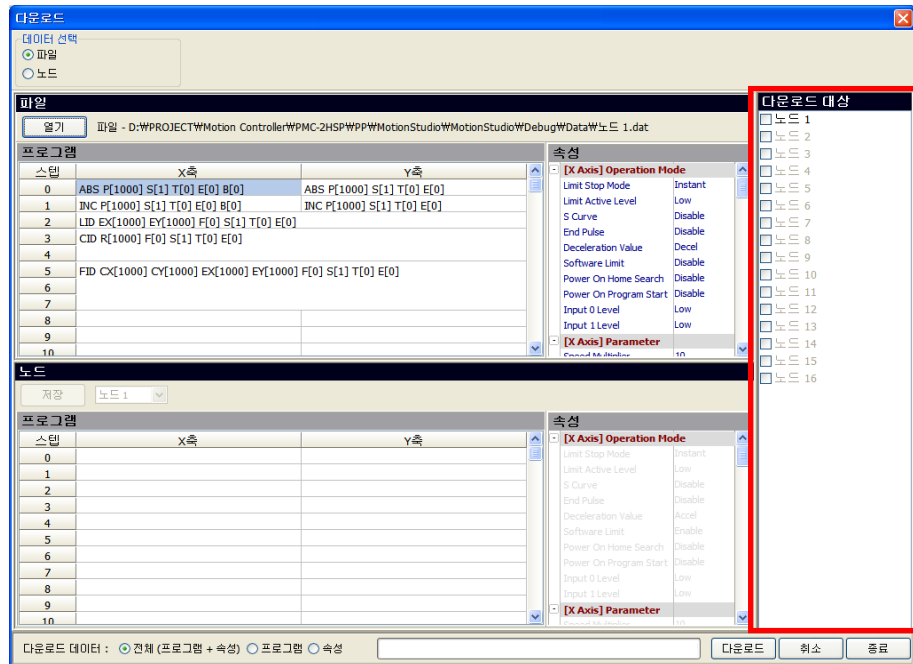 다운로드
데이터 선택
파일
노드
파일
열기 파일 - D:₩PROJECT₩Motion Controller₩PMC-2HSP₩PP₩MotionStudio₩MotionStudio₩Debug₩Data₩노드 1.dat
프로그램
스텝 X축 Y축
0 ABS P[1000] S[1] T[0] E[0] B[0] ABS P[1000] S[1] T[0] E[0]
1 INC P[1000] S[1] T[0] E[0] B[0] INC P[1000] S[1] T[0] E[0]
2 LID EX[1000] EY[1000] F[0] S[1] T[0] E[0]
3 CID R[1000] F[0] S[1] T[0] E[0]
4
5 FID CX[1000] CY[1000] EX[1000] EY[1000] F[0] S[1] T[0] E[0]
6
7
8
9
10
속성
[X Axis] Operation Mode
Limit Stop Mode Instant
Limit Active Level Low
S Curve Disable
End Pulse Disable
Deceleration Value Decel
Software Limit Disable
Power On Home Search Disable
Power On Program Start Disable
Input 0 Level Low
Input 1 Level Low
[X Axis] Parameter
Speed Multiplier 10
노드
저장 노드 1
프로그램
스텝 X축 Y축
0
1
2
3
4
5
6
7
8
9
10
속성
[X Axis] Operation Mode
Limit Stop Mode Instant
Limit Active Level Low
S Curve Disable
End Pulse Disable
Deceleration Value Accel
Software Limit Enable
Power On Home Search Disable
Power On Program Start Disable
Input 0 Level Low
Input 1 Level Low
[X Axis] Parameter
Speed Multiplier 10
다운로드 대상
노드 1
노드 2
노드 3
노드 4
노드 5
노드 6
노드 7
노드 8
노드 9
노드 10
노드 11
노드 12
노드 13
노드 14
노드 15
노드 16
다운로드 데이터 : 전체 (프로그램 + 속성) 프로그램 속성 다운로드 취소 종료